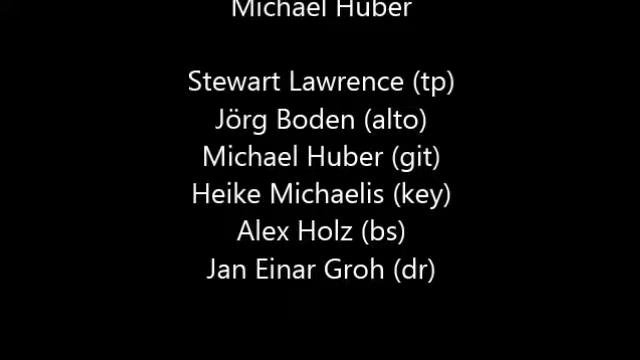 Michael Huber
Stewart Lawrence (tp)
Jörg Boden (alto)
Michael Huber (git)
Heike Michaelis (key)
Alex Holz (bs)
Jan Einar Groh (dr)